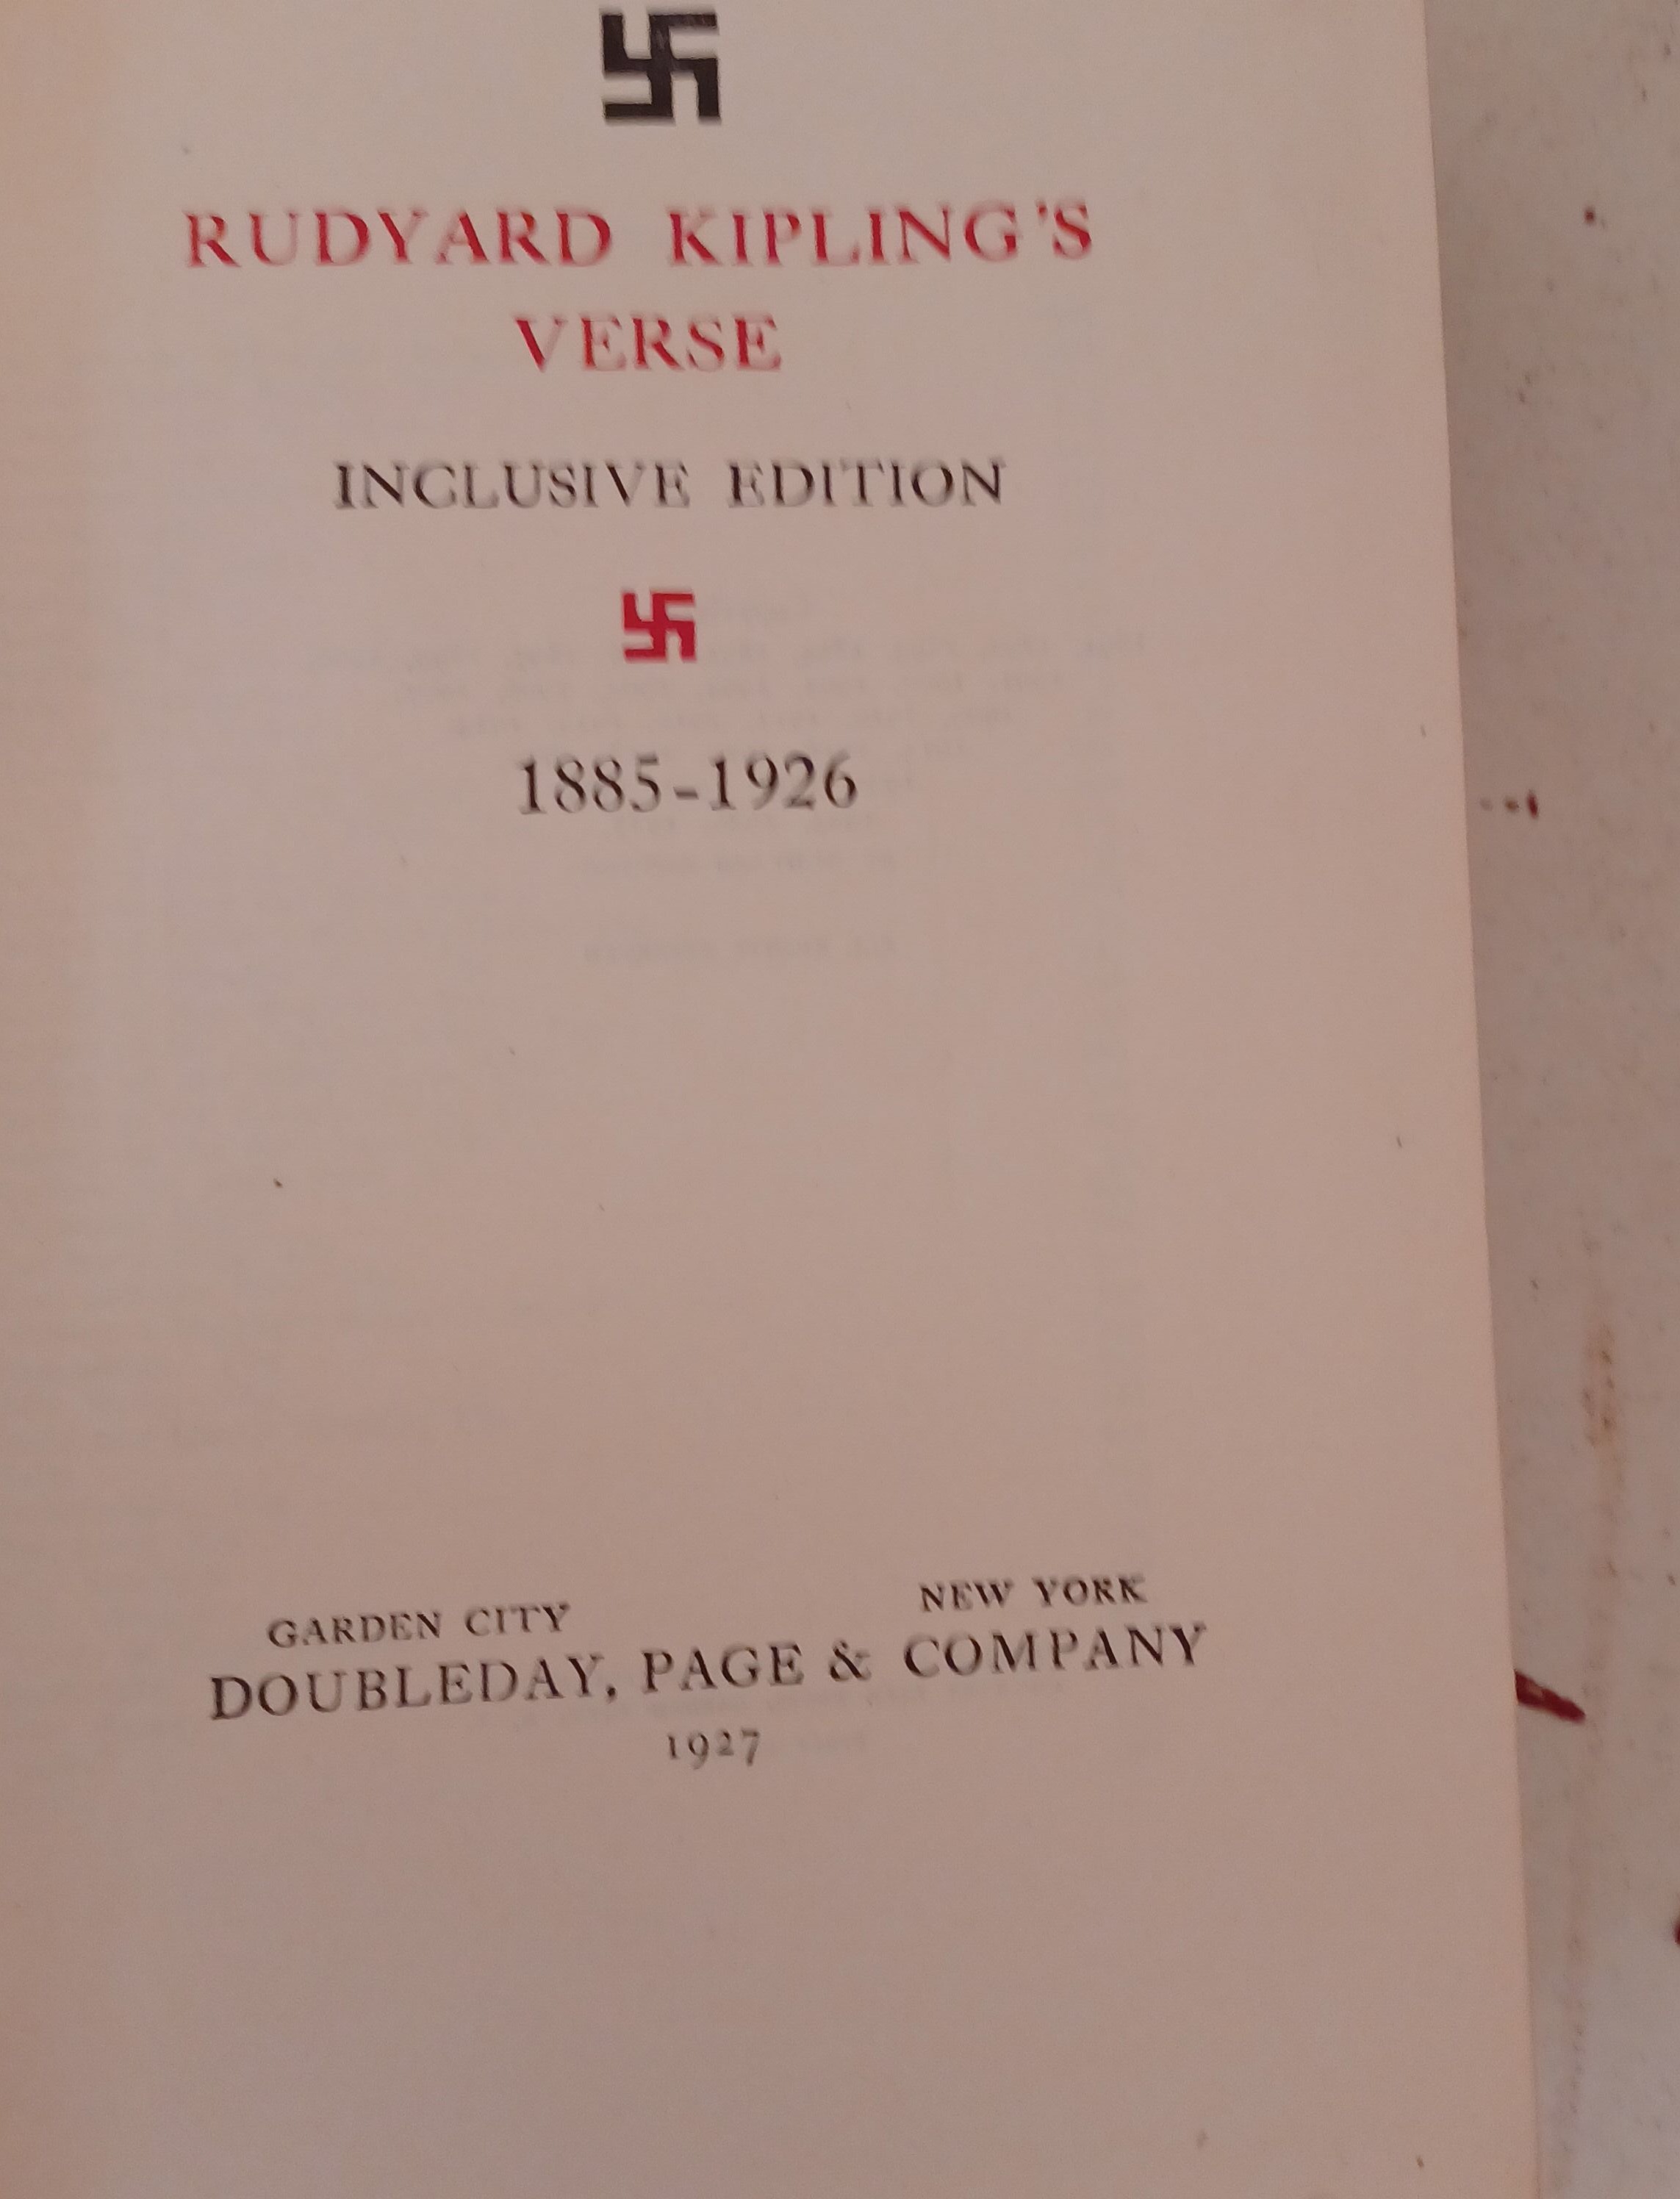 RUDYARD KIPLING'S
VERSE
INCLUSIVE EDITION
1885-1926
GARDEN CITY NEW YORK
DOUBLEDAY, PAGE & COMPANY
1927